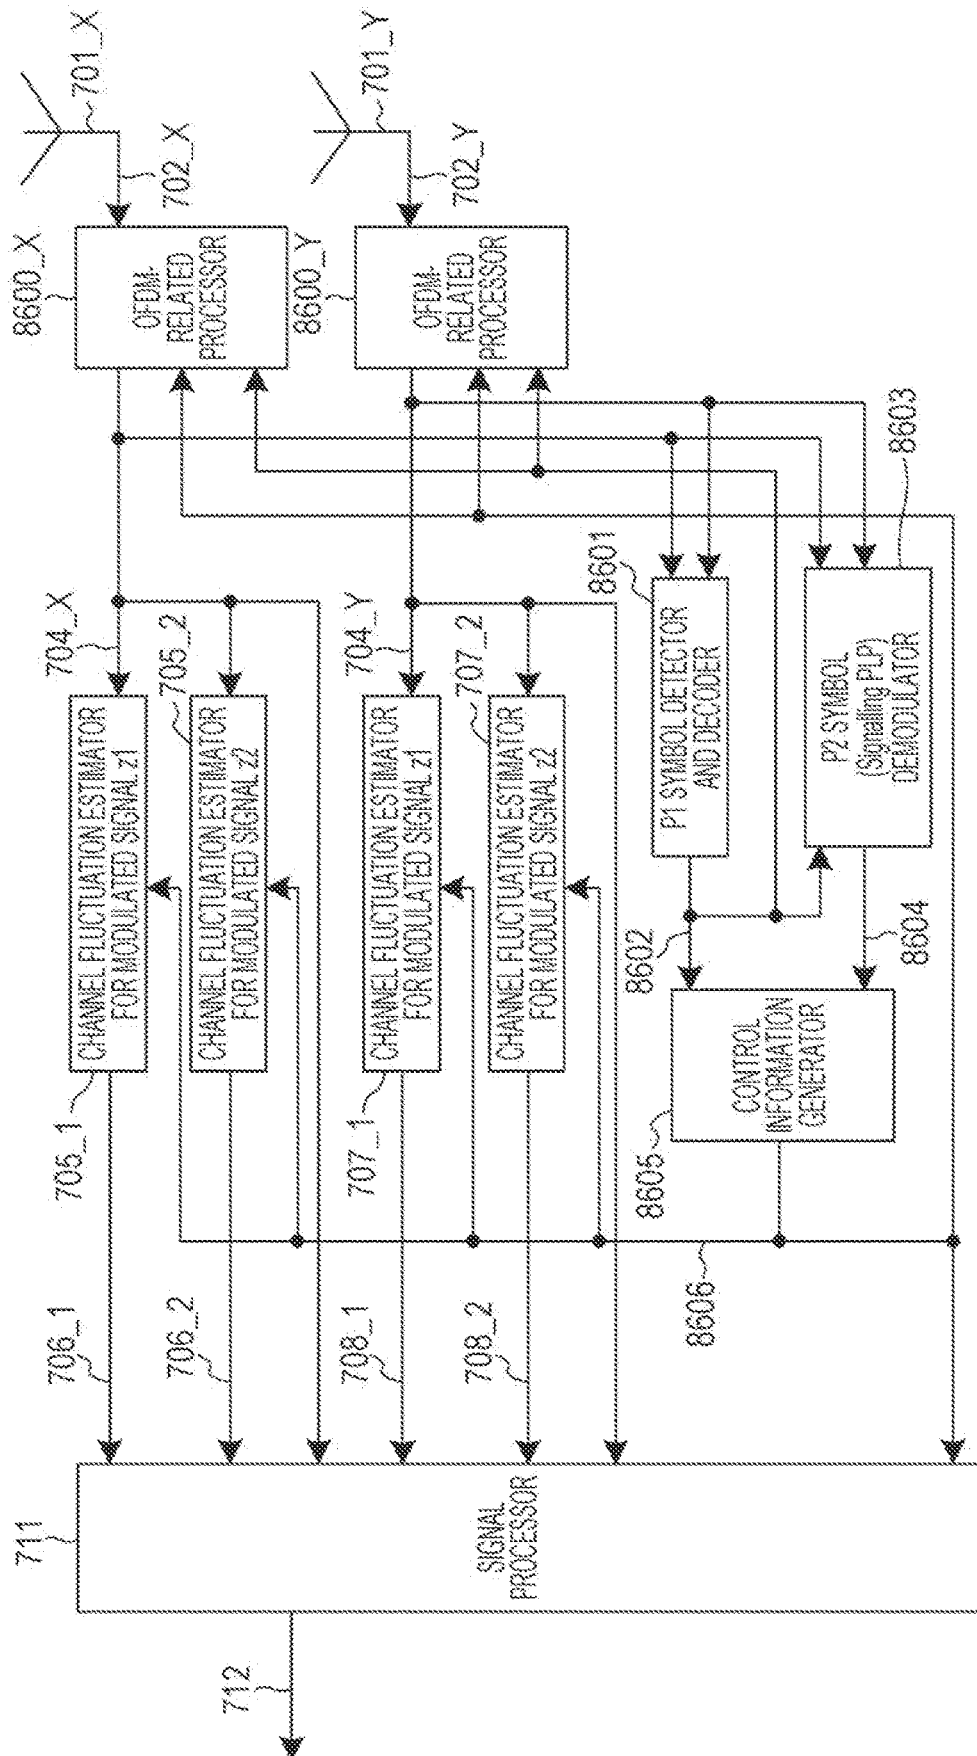 701_X
702_X
8600_X
OFDM-
RELATED
PROCESSOR
701_Y
702_Y
8600_Y
OFDM-
RELATED
PROCESSOR
704_X
705_1
CHANNEL FLUCTUATION ESTIMATOR
FOR MODULATED SIGNAL z1
706_1
705_2
CHANNEL FLUCTUATION ESTIMATOR
FOR MODULATED SIGNAL z2
706_2
704_Y
707_1
CHANNEL FLUCTUATION ESTIMATOR
FOR MODULATED SIGNAL z1
708_1
707_2
CHANNEL FLUCTUATION ESTIMATOR
FOR MODULATED SIGNAL z2
708_2
8601
P1 SYMBOL DETECTOR
AND DECODER
8602
8603
P2 SYMBOL
(Signalling PLP)
DEMODULATOR
8604
8605
CONTROL
INFORMATION
GENERATOR
8606
711
SIGNAL
PROCESSOR
712